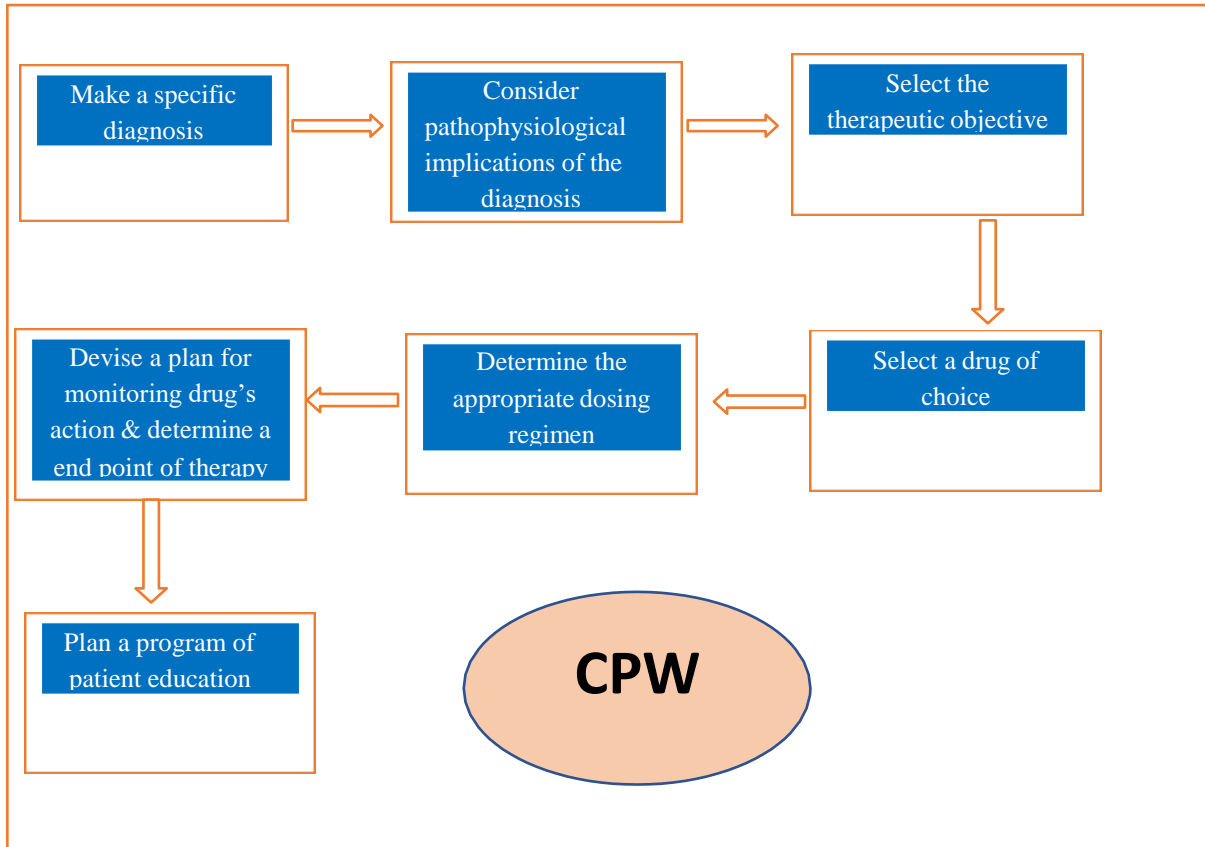 Make a specific
diagnosis
Consider
pathophysiological
implications of the
diagnosis
Select the
therapeutic objective
Select a drug of
choice
Determine the
appropriate dosing
regimen
Devise a plan for
monitoring drug’s
action & determine a
end point of therapy
Plan a program of
patient education
CPW